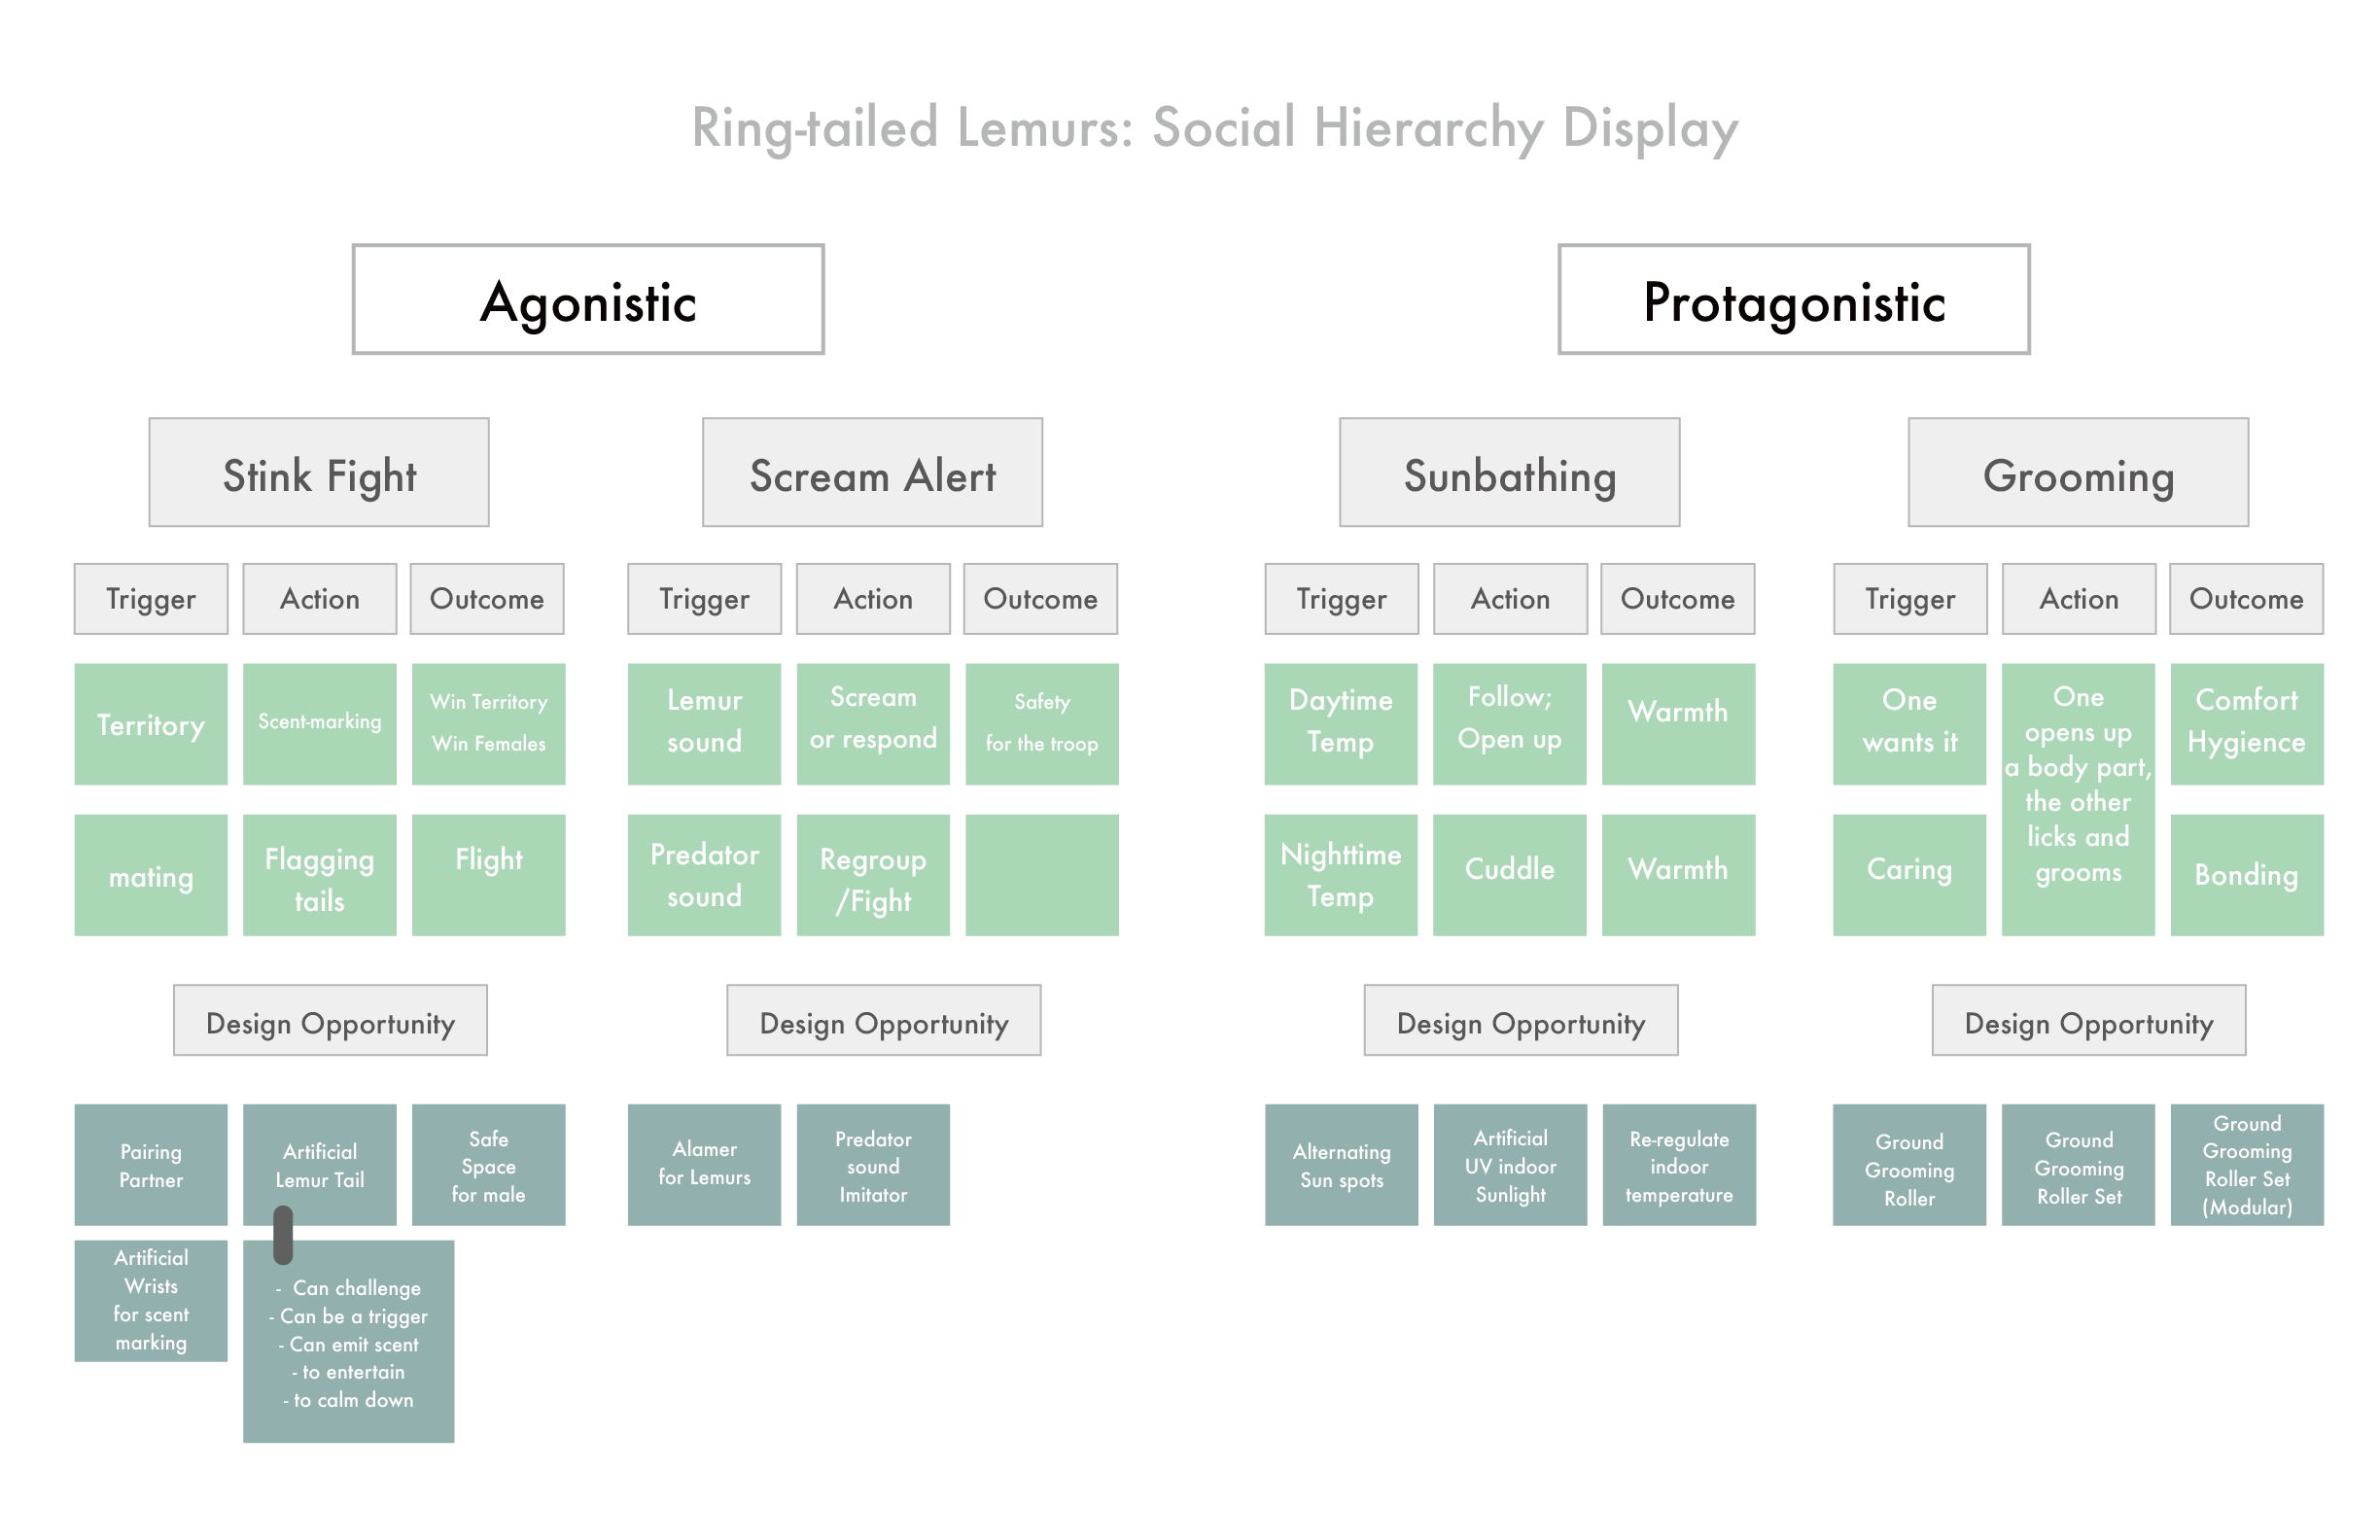 Ring-tailed Lemurs: Social Hierarchy Display
Agonistic
Protagonistic
Stink Fight
Scream Alert
Sunbathing
Grooming
Trigger
Action
Outcome
Trigger
Action
Outcome
Trigger
Action
Outcome
Trigger
Action
Outcome
Territory
Scent-marking
Win Territory
Win Females
Lemur
sound
Scream
or respond
Safety
for the troop
Daytime
Temp
Follow;
Open up
Warmth
One
wants it
One
opens up
a body part,
the other
licks and
grooms
Comfort
Hygience
mating
Flagging
tails
Flight
Predator
sound
Regroup
/Fight
Nighttime
Temp
Cuddle
Warmth
Caring
Bonding
Design Opportunity
Design Opportunity
Design Opportunity
Design Opportunity
Pairing
Partner
Artificial
Lemur Tail
Safe
Space
for male
Alamer
for Lemurs
Predator
sound
Imitator
Alternating
Sun spots
Artificial
UV indoor
Sunlight
Re-regulate
indoor
temperature
Ground
Grooming
Roller
Ground
Grooming
Roller Set
Ground
Grooming
Roller Set
(Modular)
Artificial
Wrists
for scent
marking
- Can challenge
- Can be a trigger
- Can emit scent
- to entertain
- to calm down